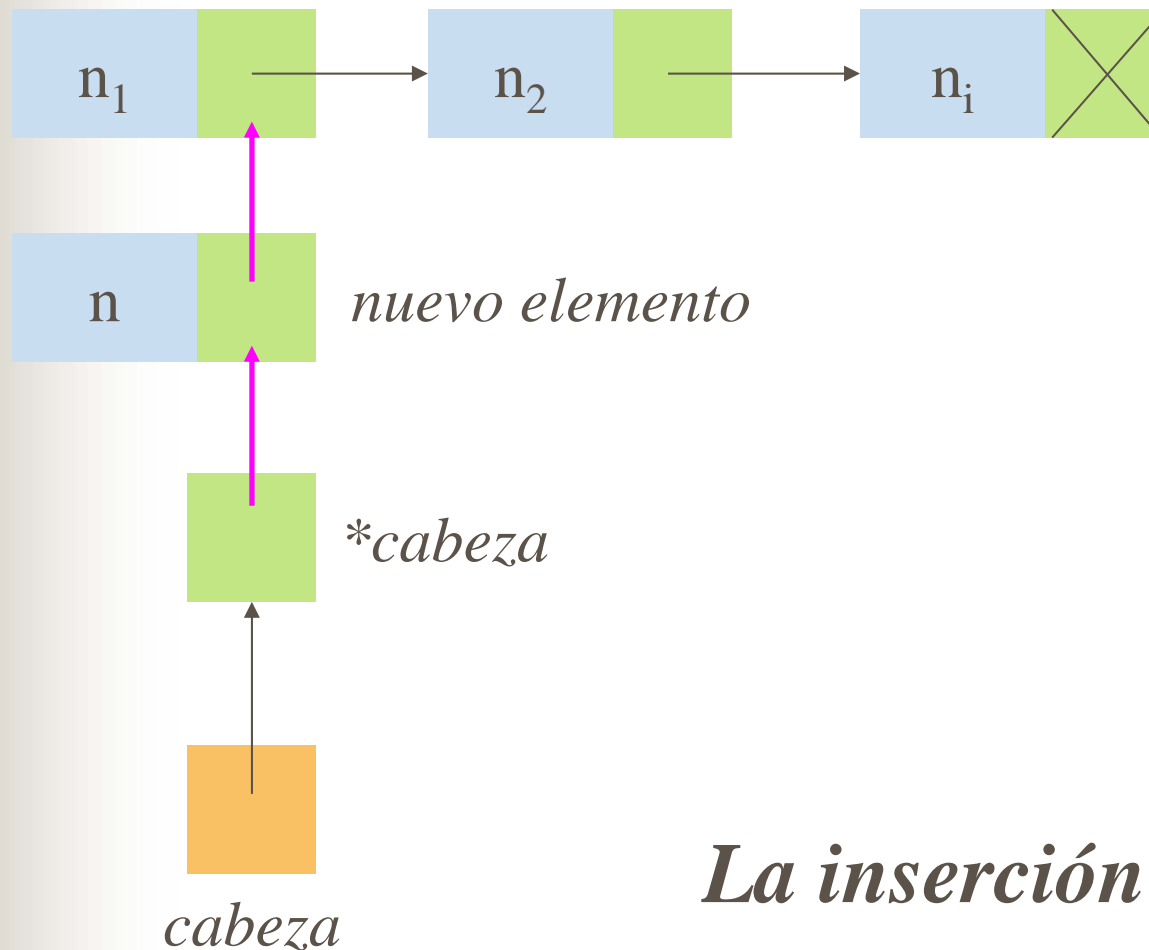 n₁ n₂ nᵢ
n nuevo elemento
*cabeza
cabeza
La inserción